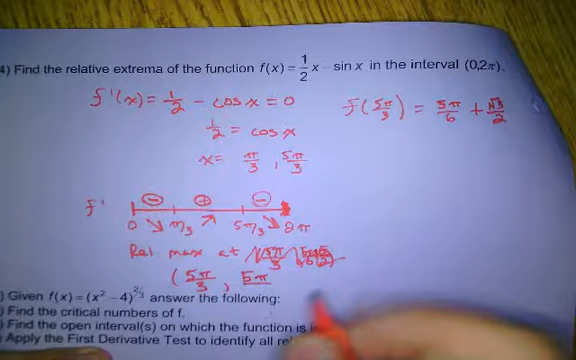 4) Find the relative extrema of the function f(x) = 1/2 x - sin x in the interval (0, 2π).
f'(x) = 1/2 - cos x = 0
1/2 = cos x
x = π/3, 5π/3
f(5π/3) = 5π/6 + √3/2
f' ⊖ ⊕ ⊖
0 ↘ π/3 ↗ 5π/3 ↘ 2π
Rel max at
(5π/3, 5π
) Given f(x) = (x² - 4)^(2/3) answer the following:
) Find the critical numbers of f.
) Find the open interval(s) on which the function is
) Apply the First Derivative Test to identify all